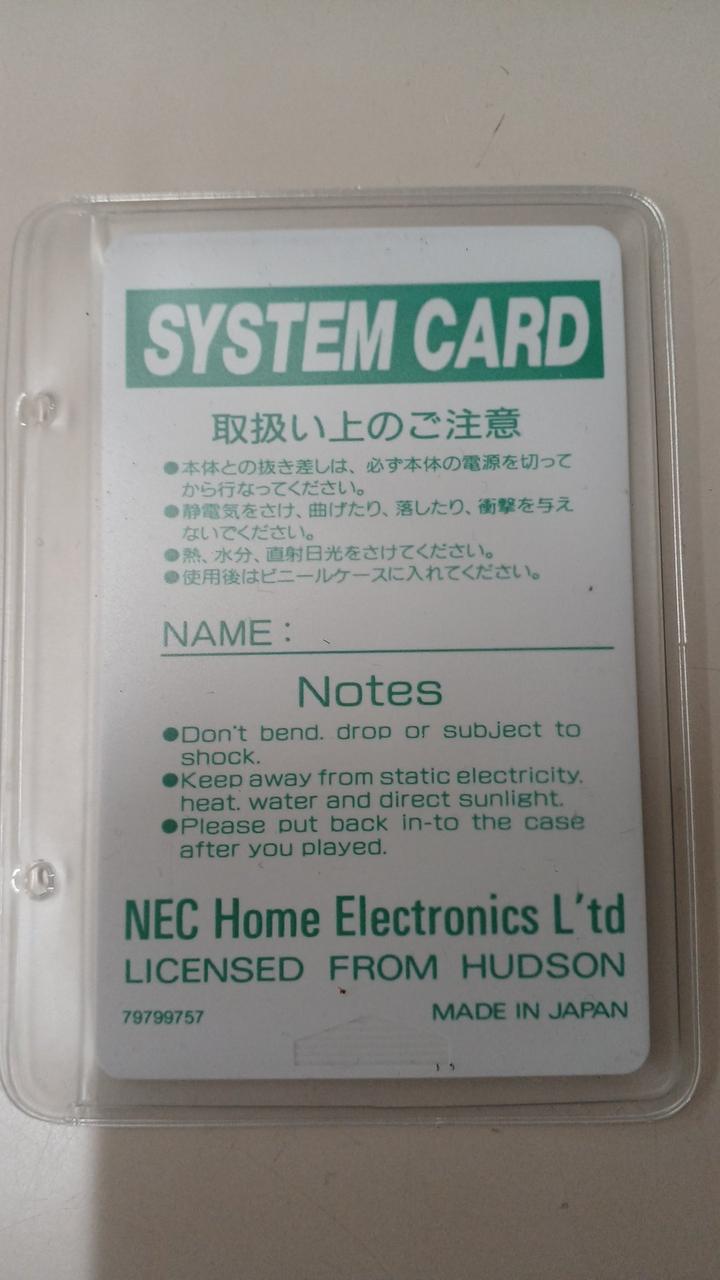 SYSTEM CARD
取扱い上のご注意
●本体との抜き差しは、必ず本体の電源を切って
から行なってください。
●静電気をさけ、曲げたり、落したり、衝撃を与え
ないでください。
●熱、水分、直射日光をさけてください。
●使用後はビニールケースに入れてください。
NAME:
Notes
●Don't bend. drop or subject to
shock.
●Keep away from static electricity.
heat. water and direct sunlight.
●Please put back in-to the case
after you played.
NEC Home Electronics L'td
LICENSED FROM HUDSON
79799757 MADE IN JAPAN